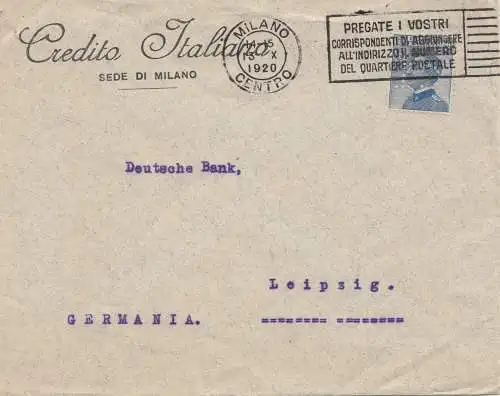 Credito Italiano
SEDE DI MILANO
MILANO
X
1920
CENTRO
PREGATE I VOSTRI
CORRISPONDENTI DI AGGIUNGERE
ALL'INDIRIZZO IL NUMERO
DEL QUARTIERE POSTALE
Deutsche Bank,
Leipzig.
GERMANIA.